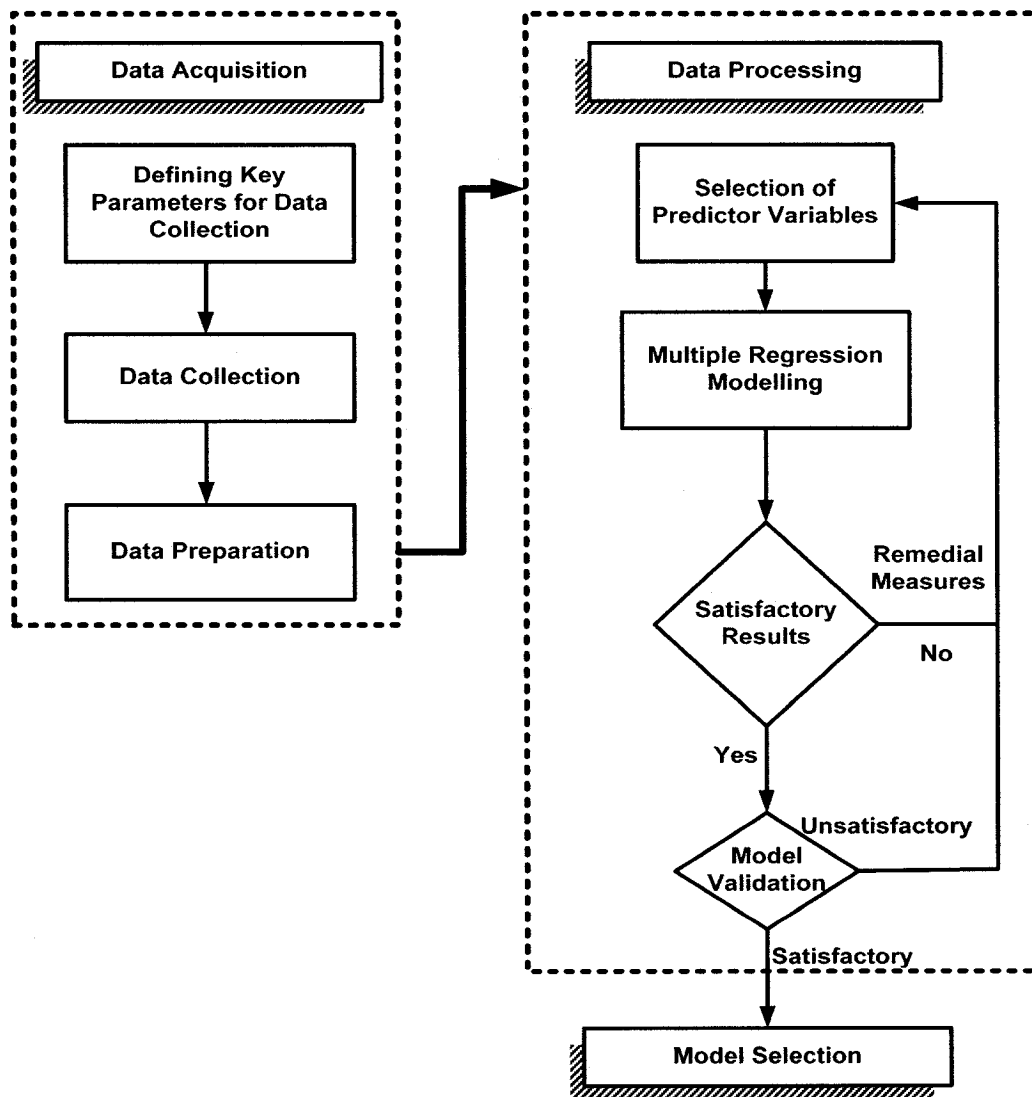 Data Acquisition
Defining Key
Parameters for Data
Collection
Data Collection
Data Preparation
Data Processing
Selection of
Predictor Variables
Multiple Regression
Modelling
Satisfactory
Results
Remedial
Measures
No
Yes
Unsatisfactory
Model
Validation
Satisfactory
Model Selection